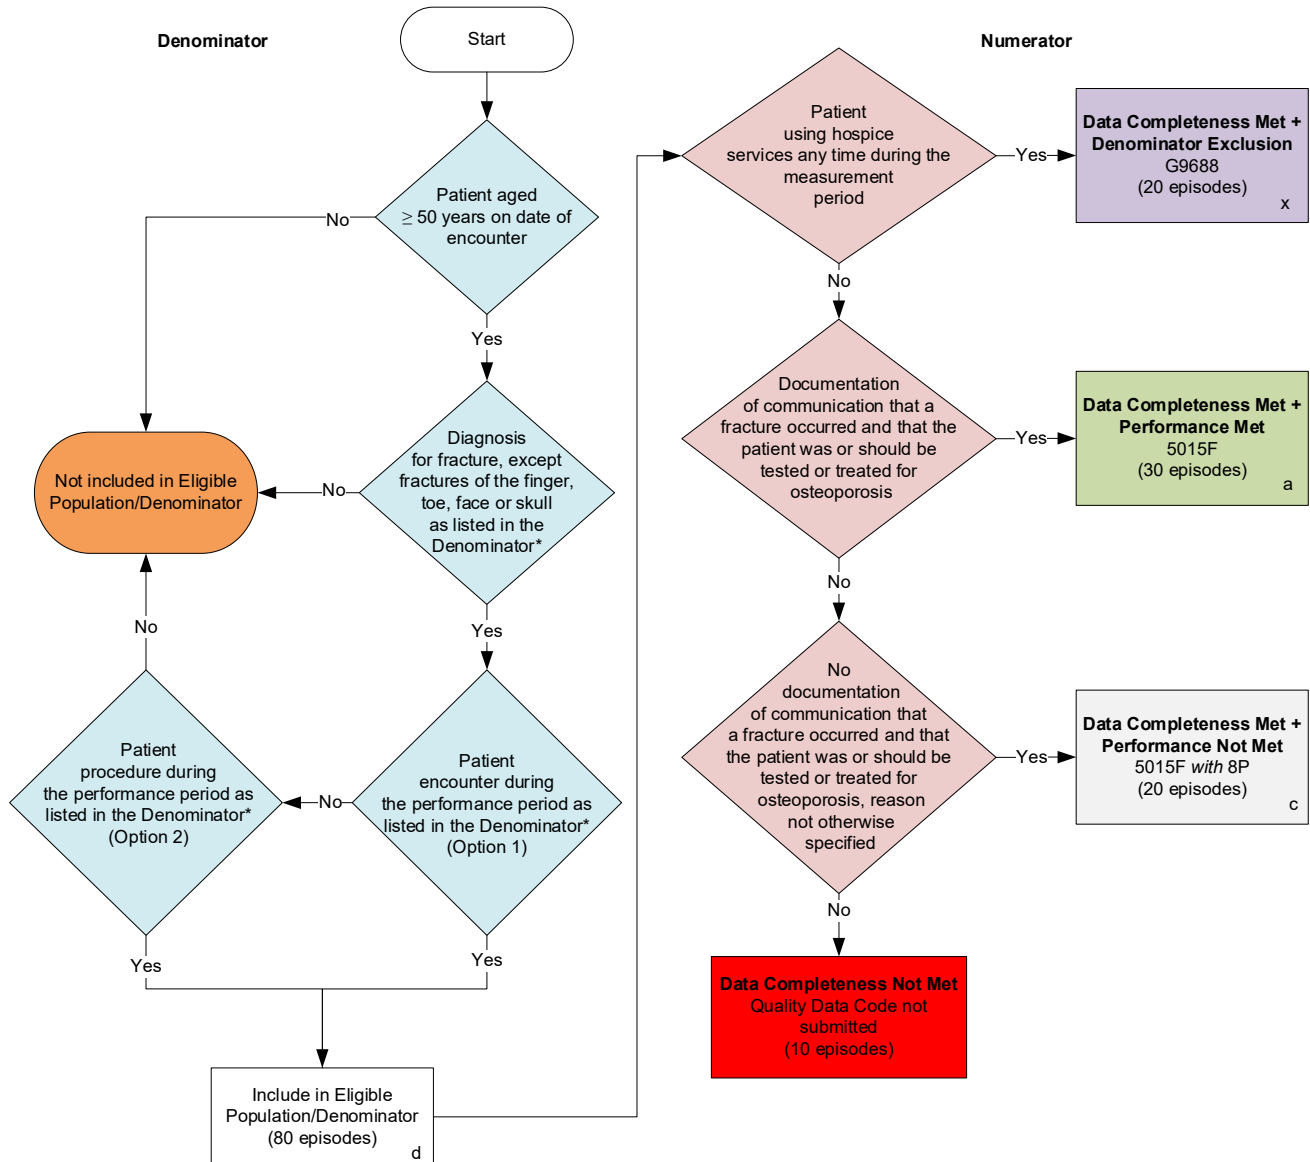 Denominator
Start
Numerator
Patient aged
≥ 50 years on date of
encounter
No
Yes
Diagnosis
for fracture, except
fractures of the finger,
toe, face or skull
as listed in the
Denominator*
No
Not included in Eligible
Population/Denominator
Yes
Patient
encounter during
the performance period as
listed in the Denominator*
(Option 1)
No
Patient
procedure during
the performance period as
listed in the Denominator*
(Option 2)
No
Yes
Yes
Include in Eligible
Population/Denominator
(80 episodes)
d
Patient
using hospice
services any time during the
measurement
period
Yes
Data Completeness Met +
Denominator Exclusion
G9688
(20 episodes)
x
No
Documentation
of communication that a
fracture occurred and that the
patient was or should be
tested or treated for
osteoporosis
Yes
Data Completeness Met +
Performance Met
5015F
(30 episodes)
a
No
No
documentation
of communication that
a fracture occurred and that
the patient was or should be
tested or treated for
osteoporosis, reason
not otherwise
specified
Yes
Data Completeness Met +
Performance Not Met
5015F with 8P
(20 episodes)
c
No
Data Completeness Not Met
Quality Data Code not
submitted
(10 episodes)